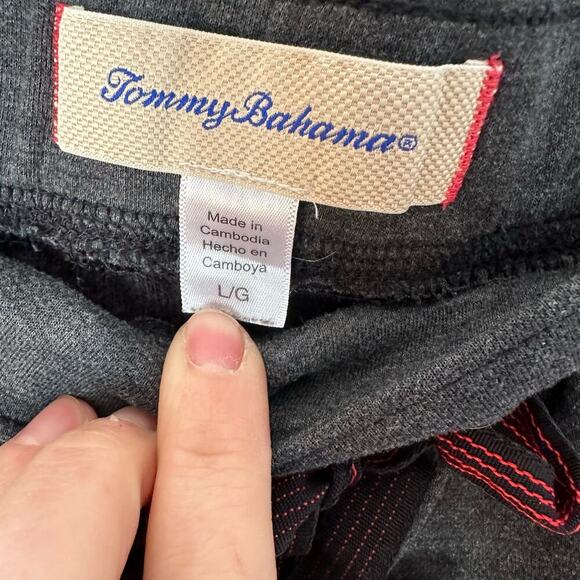 Tommy Bahama®
Made in
Cambodia
Hecho en
Camboya
L/G